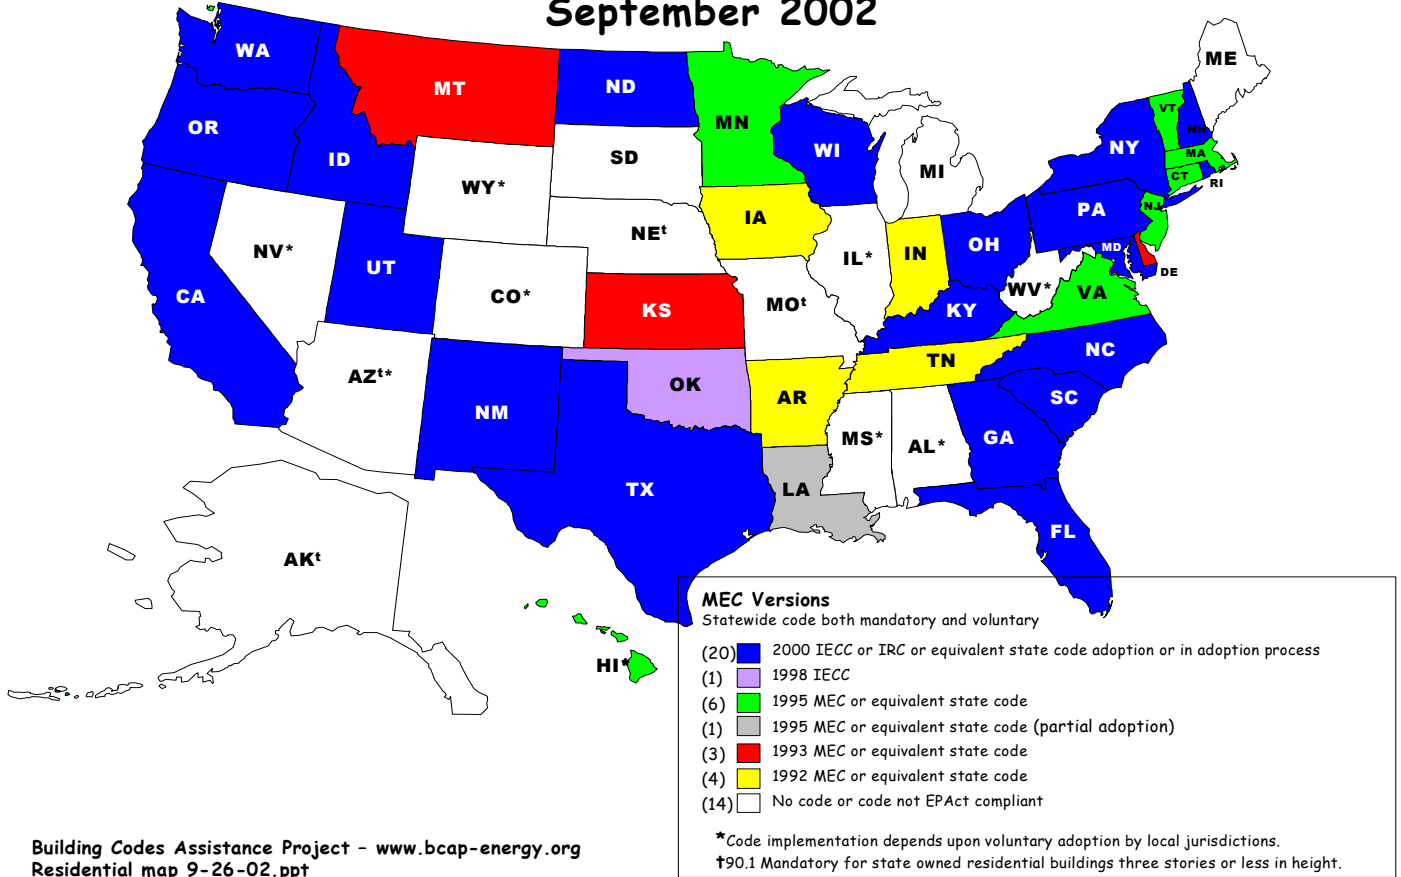 September 2002
WA
MT
ND
MN
ME
OR
ID
SD
WI
MI
NY
VT
NH
MA
CT
RI
WY*
IA
NEᵗ
PA
NJ
NV*
UT
CO*
IL*
IN
OH
MD
DE
CA
KS
MOᵗ
KY
WV*
VA
AZᵗ*
NM
OK
AR
TN
NC
SC
TX
LA
MS*
AL*
GA
FL
AKᵗ
HI*
MEC Versions
Statewide code both mandatory and voluntary
(20) 2000 IECC or IRC or equivalent state code adoption or in adoption process
(1) 1998 IECC
(6) 1995 MEC or equivalent state code
(1) 1995 MEC or equivalent state code (partial adoption)
(3) 1993 MEC or equivalent state code
(4) 1992 MEC or equivalent state code
(14) No code or code not EPAct compliant
*Code implementation depends upon voluntary adoption by local jurisdictions.
†90.1 Mandatory for state owned residential buildings three stories or less in height.
Building Codes Assistance Project – www.bcap-energy.org
Residential map 9-26-02.ppt